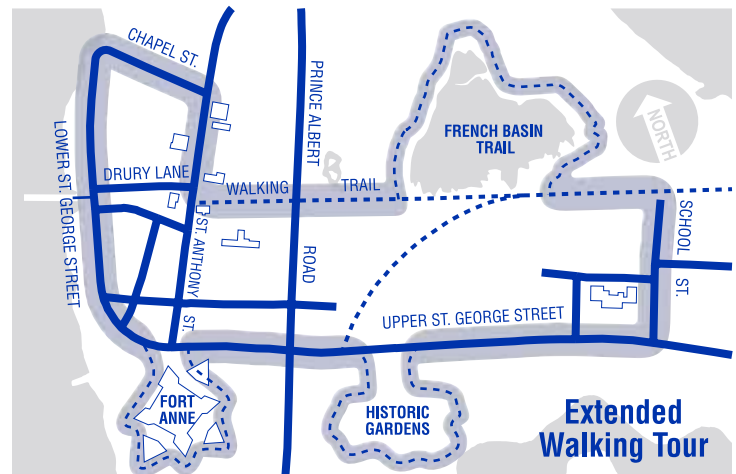 CHAPEL ST.
PRINCE ALBERT
ROAD
FRENCH BASIN
TRAIL
NORTH
LOWER ST. GEORGE STREET
DRURY LANE
WALKING
TRAIL
ST. ANTHONY
ST.
SCHOOL
ST.
UPPER ST. GEORGE STREET
FORT
ANNE
HISTORIC
GARDENS
Extended
Walking Tour